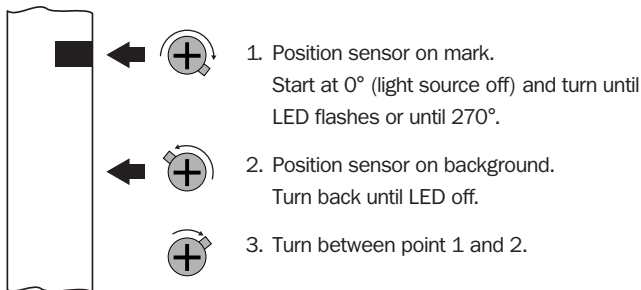 1. Position sensor on mark.
Start at 0° (light source off) and turn until
LED flashes or until 270°.
2. Position sensor on background.
Turn back until LED off.
3. Turn between point 1 and 2.